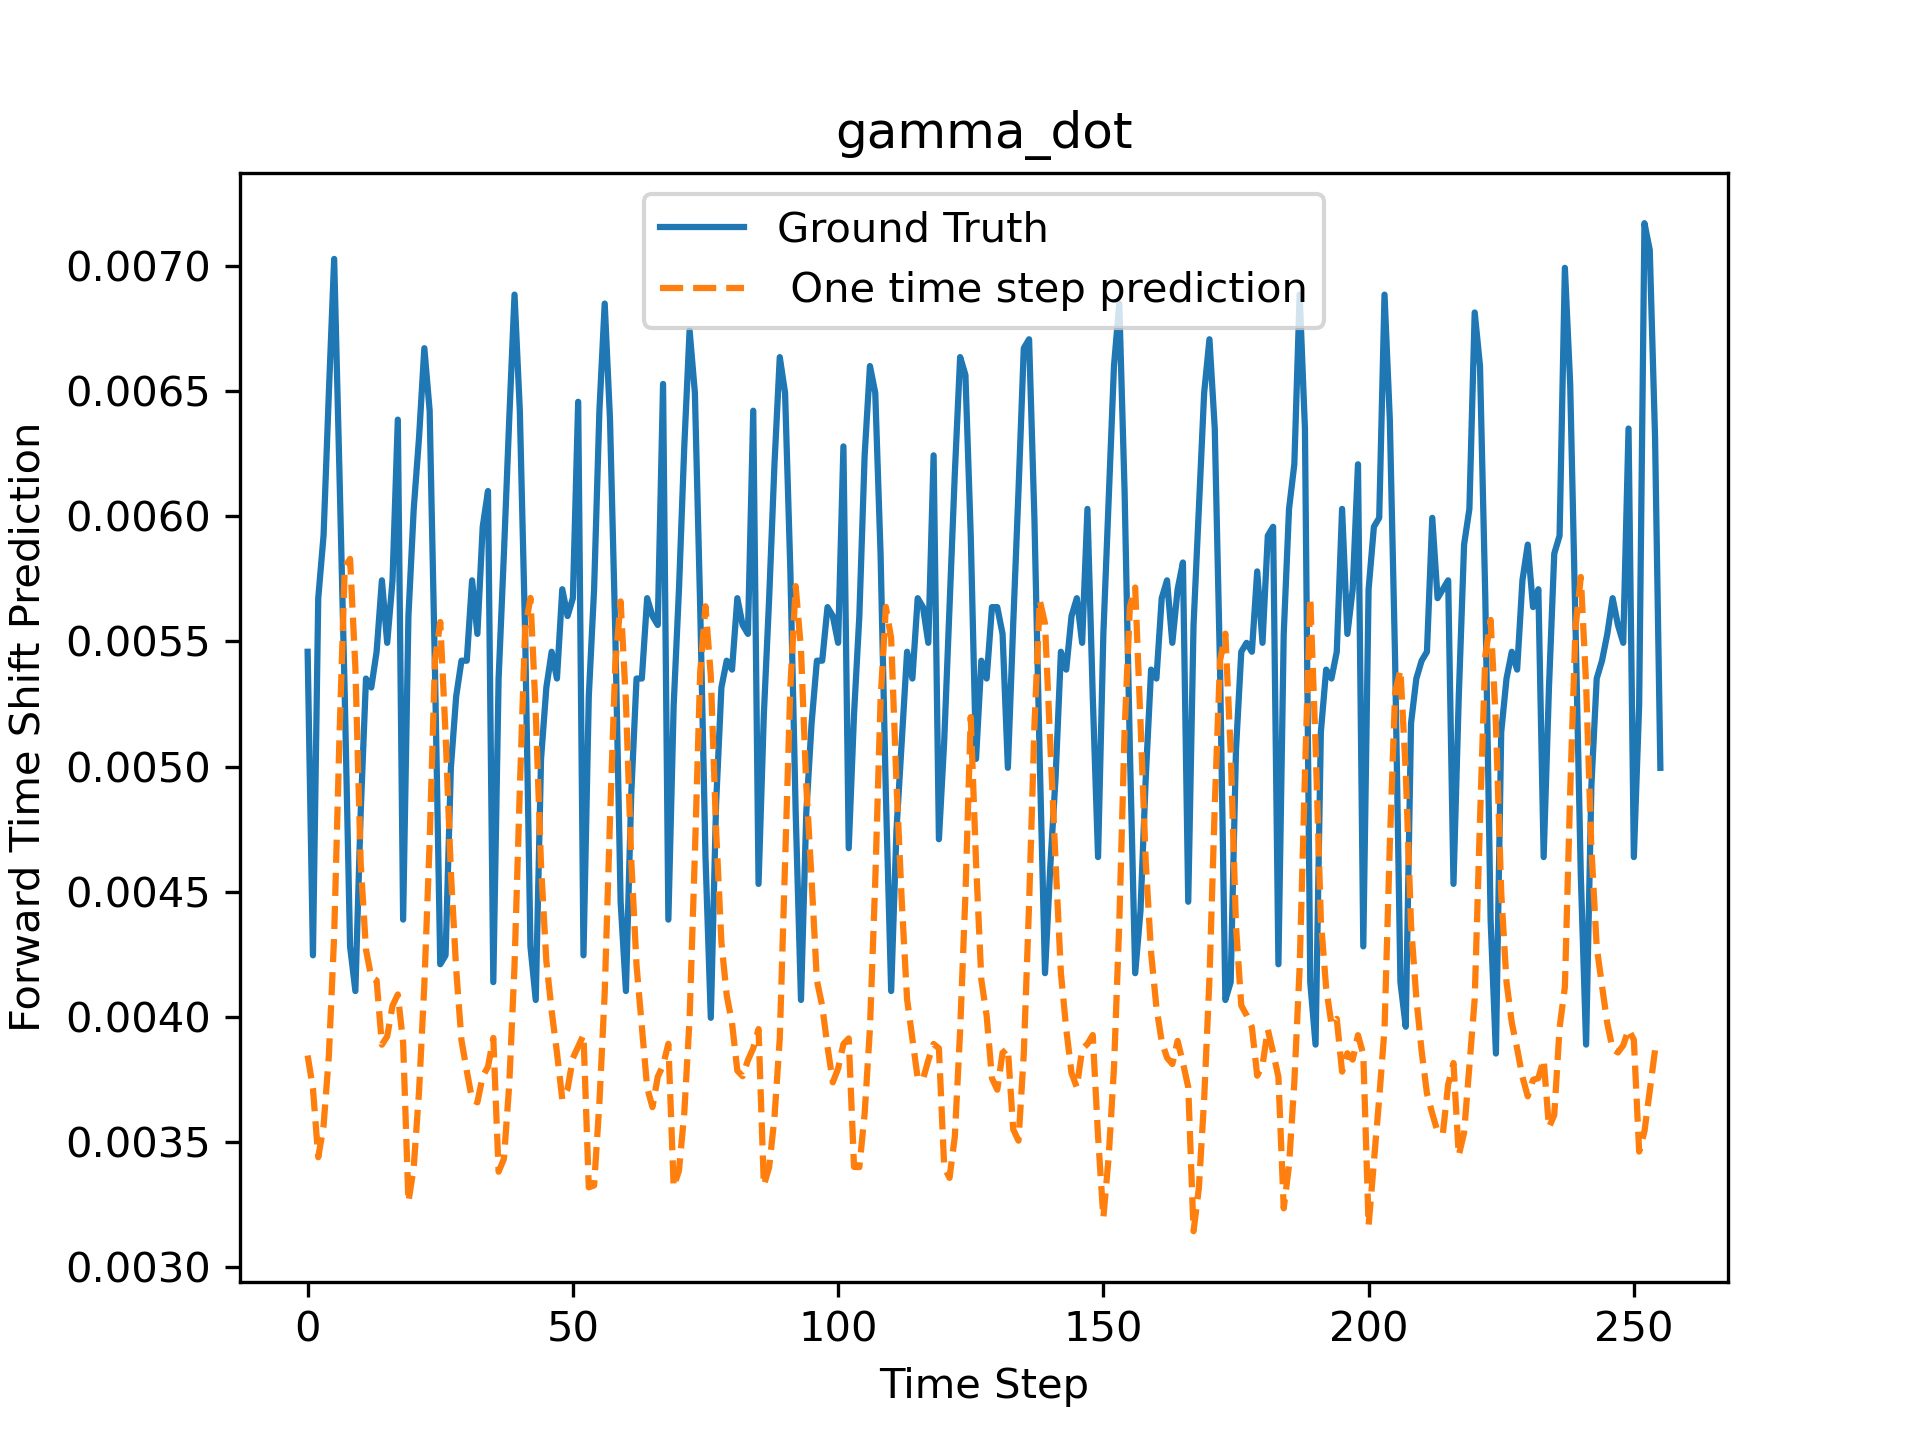 gamma_dot
Ground Truth
One time step prediction
Forward Time Shift Prediction
0.0070
0.0065
0.0060
0.0055
0.0050
0.0045
0.0040
0.0035
0.0030
0 50 100 150 200 250
Time Step